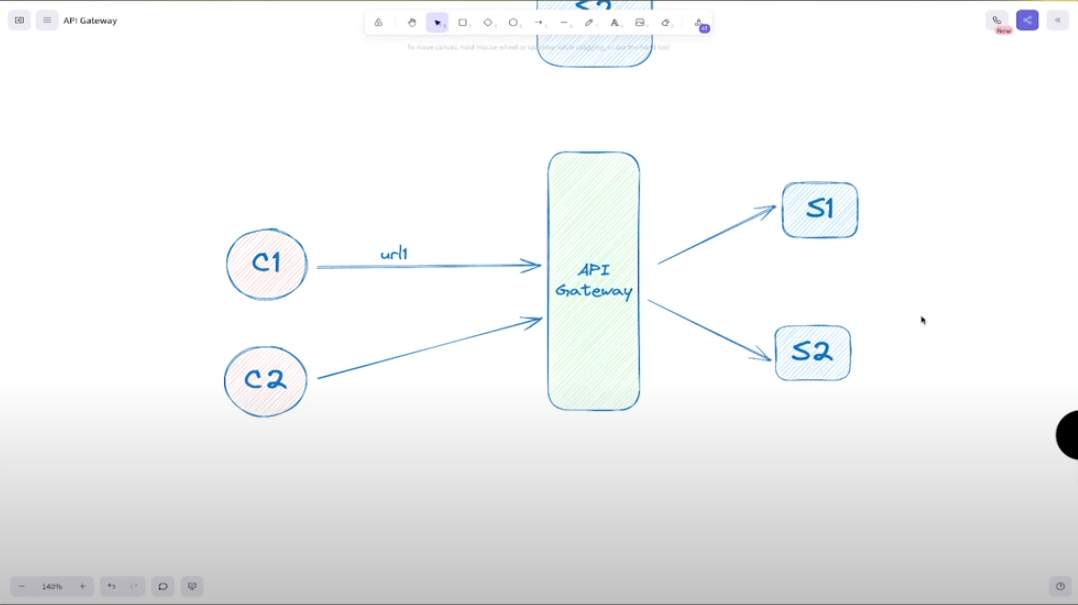 API Gateway
To move canvas, hold mouse wheel or spacebar while dragging, or use the hand tool
New
S1
url1
C1
API
Gateway
S2
C2
140%